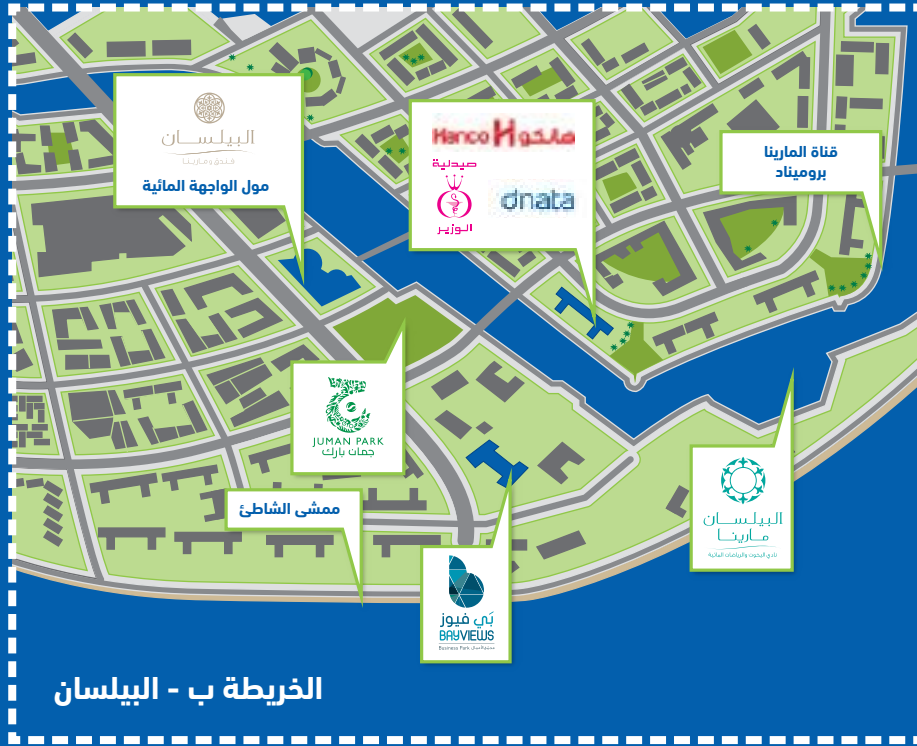 البيلسان
فندق ومارينا
مول الواجهة المائية
Hanco هانكو
صيدلية
الوزير
dnata
قناة المارينا
بروميناد
JUMAN PARK
جمان بارك
ممشى الشاطئ
البيلسان
مارينا
نادي اليخوت والرياضات المائية
بَي ڤيوز
BAYVIEWS
Business Park
الخريطة ب - البيلسان